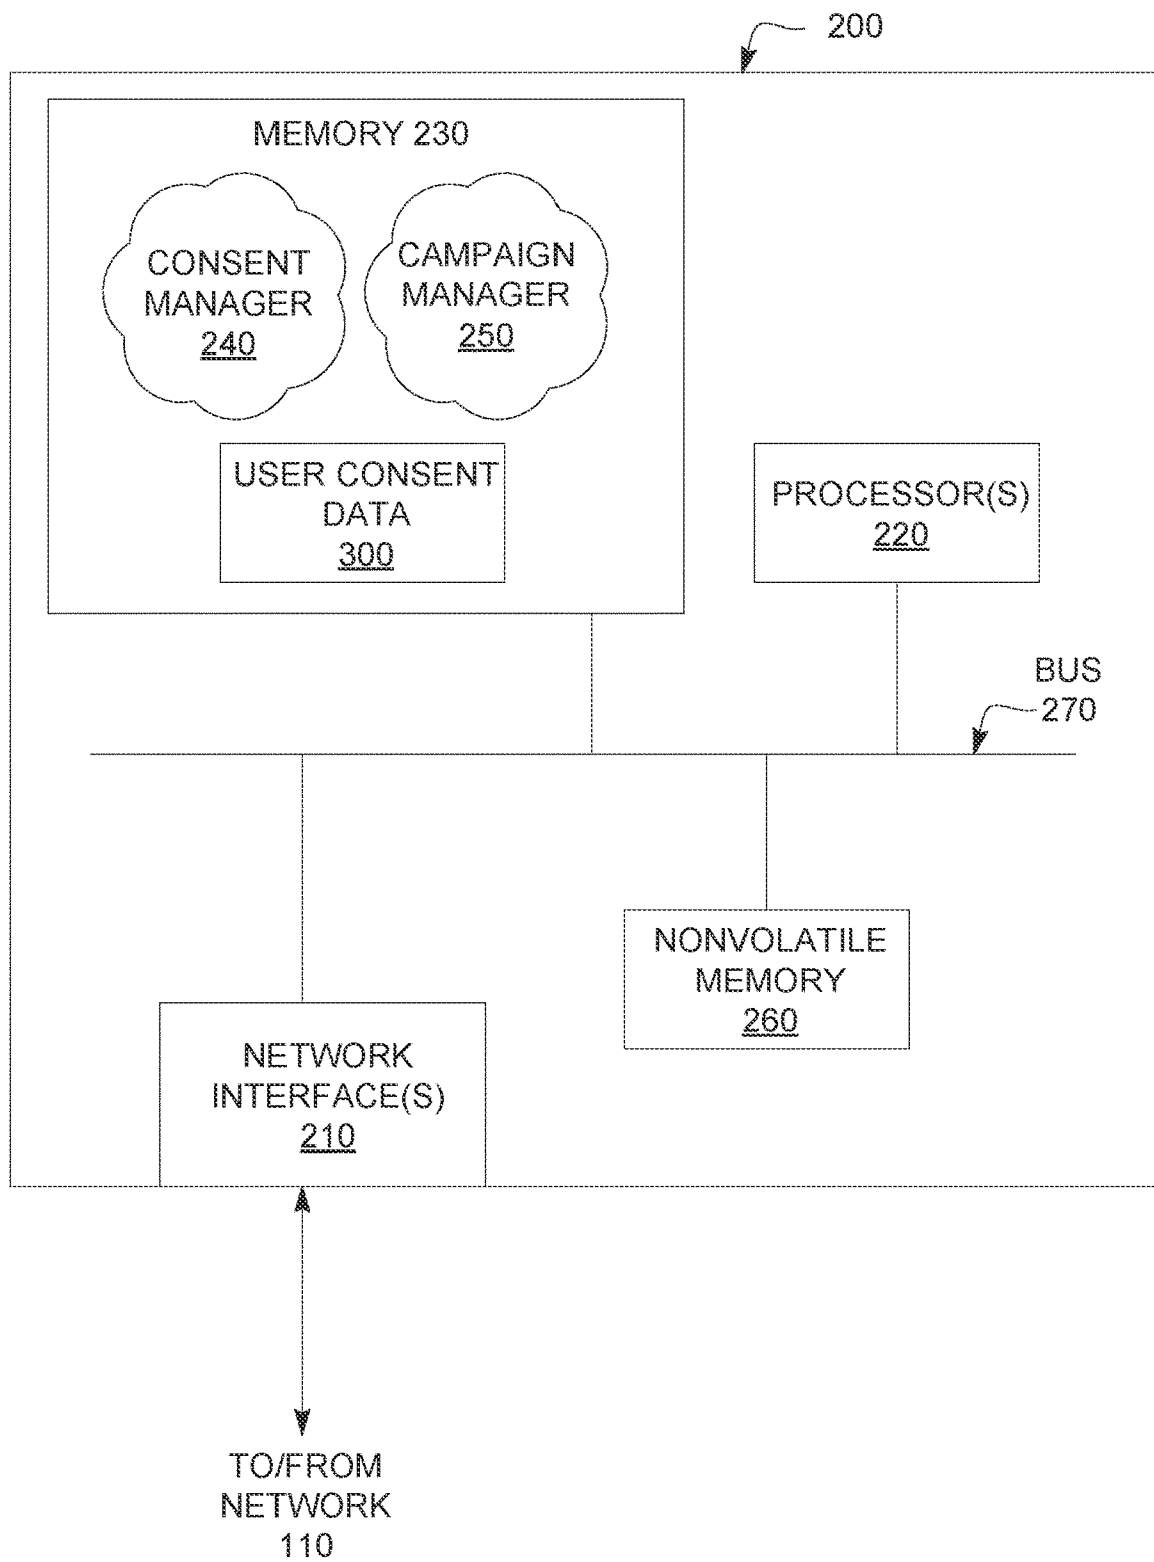 200
MEMORY 230
CONSENT
MANAGER
240
CAMPAIGN
MANAGER
250
USER CONSENT
DATA
300
PROCESSOR(S)
220
BUS
270
NONVOLATILE
MEMORY
260
NETWORK
INTERFACE(S)
210
TO/FROM
NETWORK
110